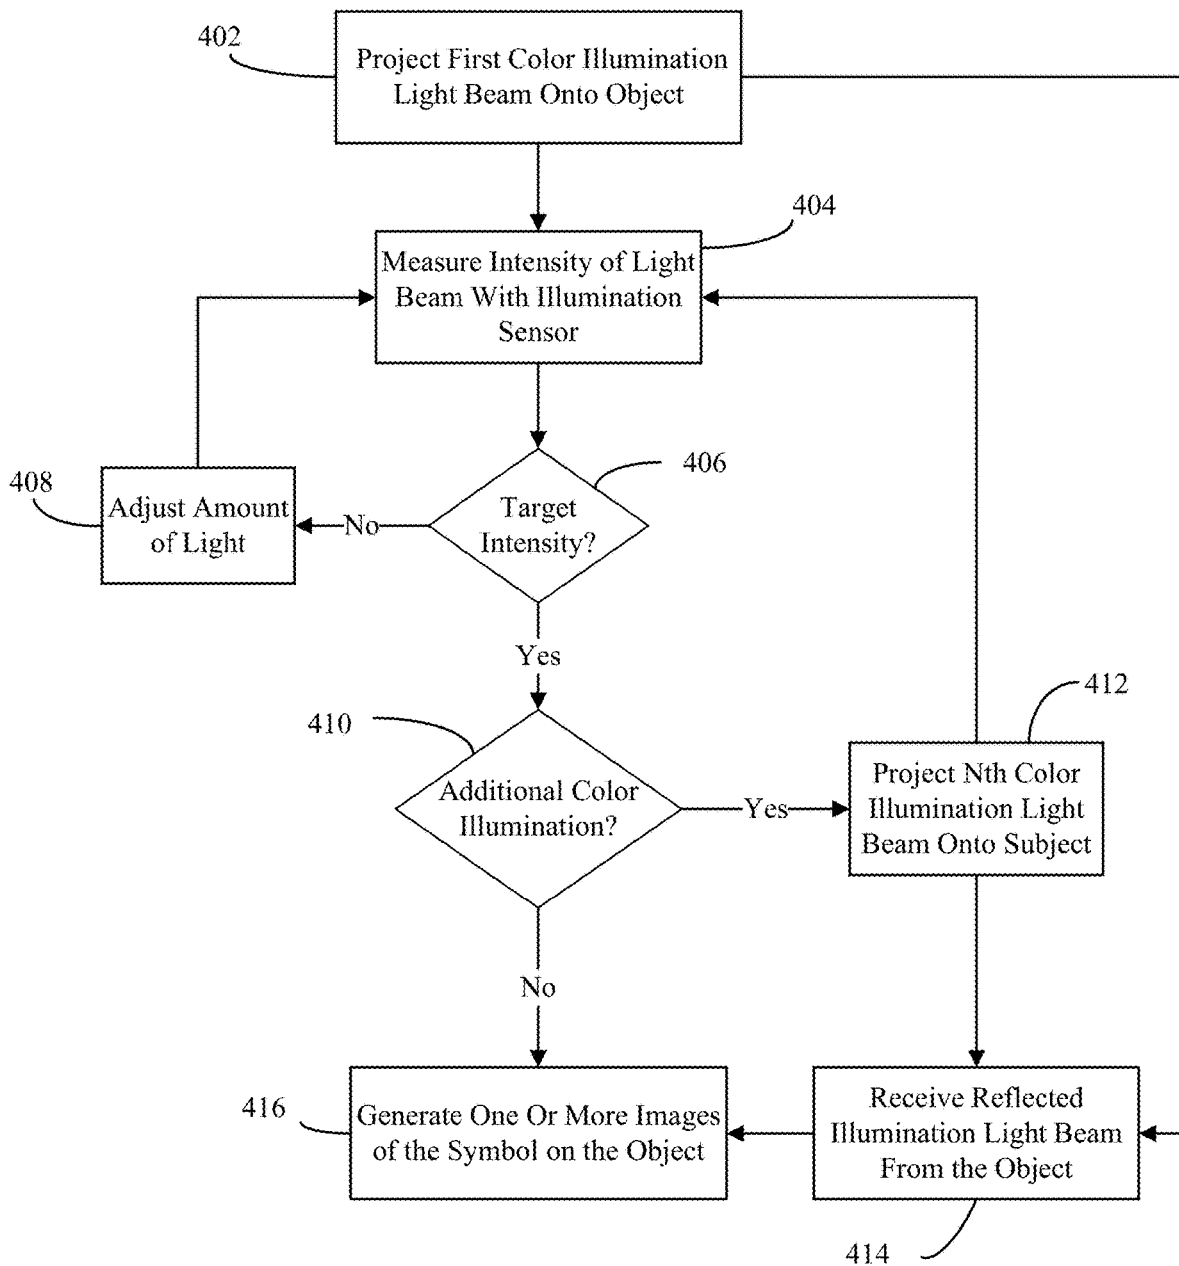 402
Project First Color Illumination
Light Beam Onto Object
404
Measure Intensity of Light
Beam With Illumination
Sensor
406
Target
Intensity?
408
Adjust Amount
of Light
No
Yes
410
Additional Color
Illumination?
Yes
412
Project Nth Color
Illumination Light
Beam Onto Subject
No
416
Generate One Or More Images
of the Symbol on the Object
Receive Reflected
Illumination Light Beam
From the Object
414